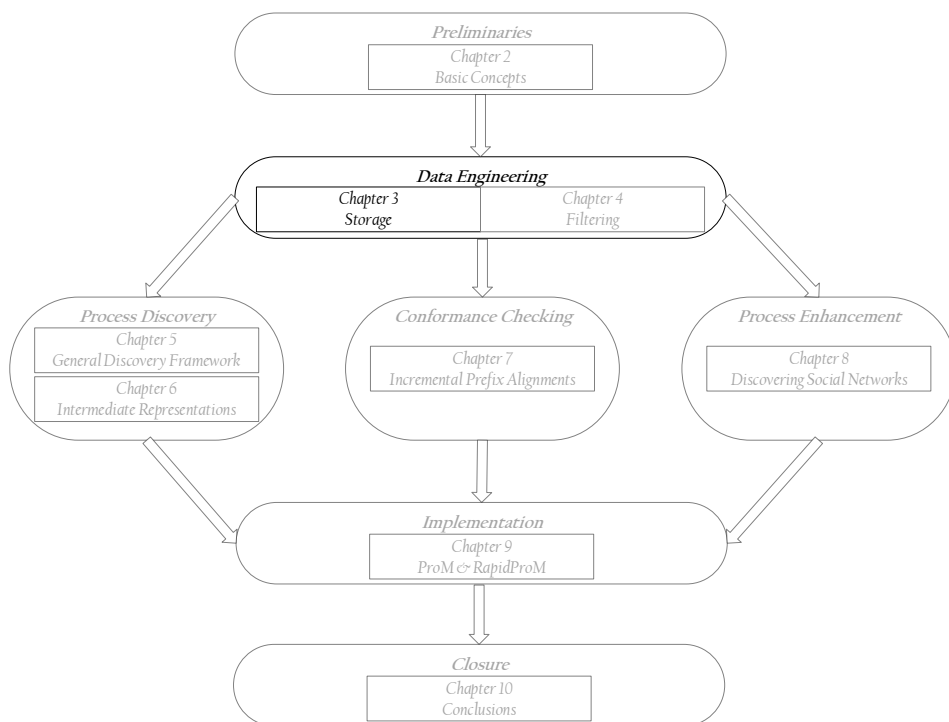 Preliminaries
Chapter 2
Basic Concepts
Data Engineering
Chapter 3
Storage
Chapter 4
Filtering
Process Discovery
Chapter 5
General Discovery Framework
Chapter 6
Intermediate Representations
Conformance Checking
Chapter 7
Incremental Prefix Alignments
Process Enhancement
Chapter 8
Discovering Social Networks
Implementation
Chapter 9
ProM & RapidProM
Closure
Chapter 10
Conclusions